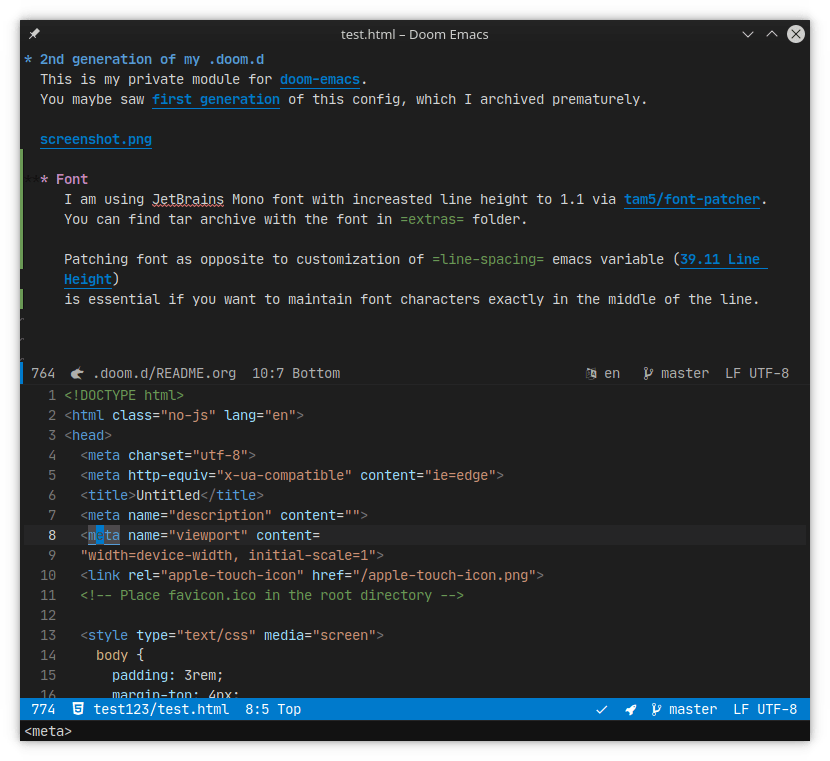 test.html – Doom Emacs
* 2nd generation of my .doom.d
This is my private module for doom-emacs.
You maybe saw first generation of this config, which I archived prematurely.
screenshot.png
** Font
I am using JetBrains Mono font with increasted line height to 1.1 via tam5/font-patcher.
You can find tar archive with the font in =extras= folder.
Patching font as opposite to customization of =line-spacing= emacs variable (39.11 Line
Height)
is essential if you want to maintain font characters exactly in the middle of the line.
764 .doom.d/README.org 10:7 Bottom en master LF UTF-8
1 <!DOCTYPE html>
2 <html class="no-js" lang="en">
3 <head>
4 <meta charset="utf-8">
5 <meta http-equiv="x-ua-compatible" content="ie=edge">
6 <title>Untitled</title>
7 <meta name="description" content="">
8 <meta name="viewport" content=
9 "width=device-width, initial-scale=1">
10 <link rel="apple-touch-icon" href="/apple-touch-icon.png">
11 <!-- Place favicon.ico in the root directory -->
12
13 <style type="text/css" media="screen">
14 body {
15 padding: 3rem;
16 margin-top: 4px;
774 test123/test.html 8:5 Top master LF UTF-8
<meta>